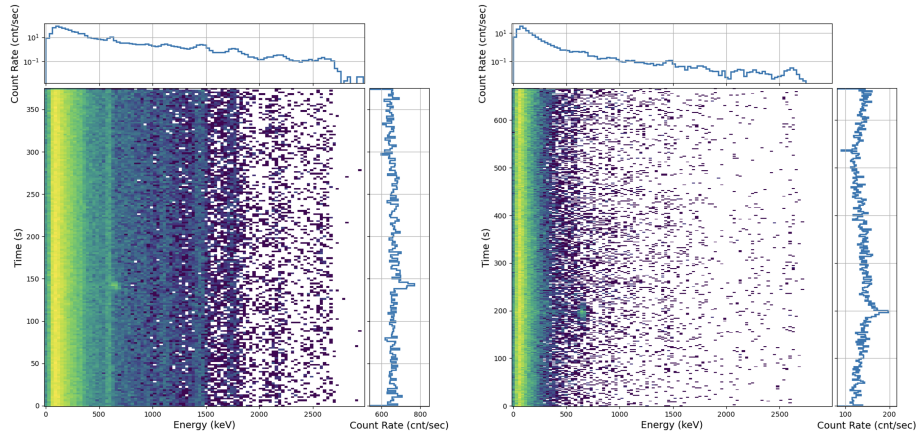 Count Rate (cnt/sec)
10¹
10⁻¹
Time (s)
350
300
250
200
150
100
50
0
0 500 1000 1500 2000 2500
Energy (keV)
600 800
Count Rate (cnt/sec)
Count Rate (cnt/sec)
10¹
10⁻¹
Time (s)
600
500
400
300
200
100
0
0 500 1000 1500 2000 2500
Energy (keV)
100 200
Count Rate (cnt/sec)